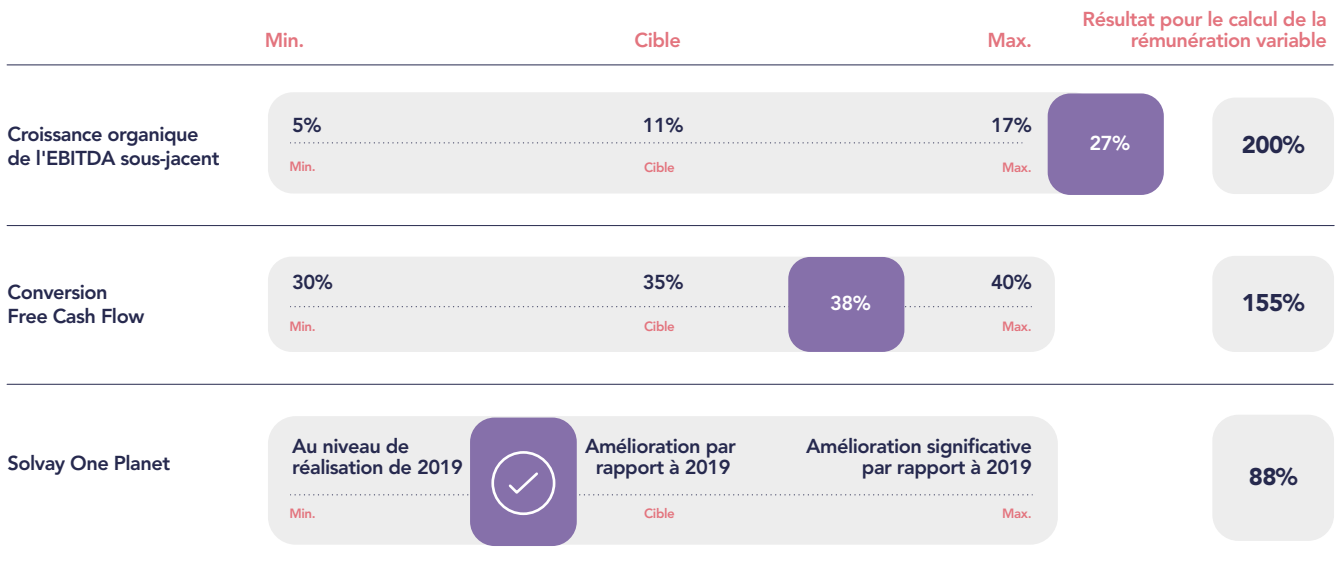 Min.
Cible
Max.
Résultat pour le calcul de la
rémunération variable
Croissance organique
de l'EBITDA sous-jacent
5%
11%
17%
27%
200%
Min.
Cible
Max.
Conversion
Free Cash Flow
30%
35%
38%
40%
155%
Min.
Cible
Max.
Solvay One Planet
Au niveau de
réalisation de 2019
Amélioration par
rapport à 2019
Amélioration significative
par rapport à 2019
88%
Min.
Cible
Max.